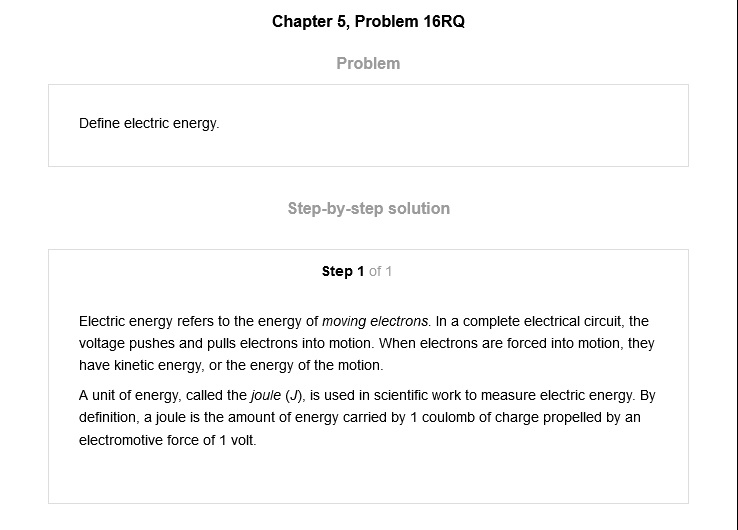 Chapter 5, Problem 16RQ
Problem
Define electric energy.
Step-by-step solution
Step 1 of 1
Electric energy refers to the energy of moving electrons. In a complete electrical circuit, the
voltage pushes and pulls electrons into motion. When electrons are forced into motion, they
have kinetic energy, or the energy of the motion.
A unit of energy, called the joule (J), is used in scientific work to measure electric energy. By
definition, a joule is the amount of energy carried by 1 coulomb of charge propelled by an
electromotive force of 1 volt.